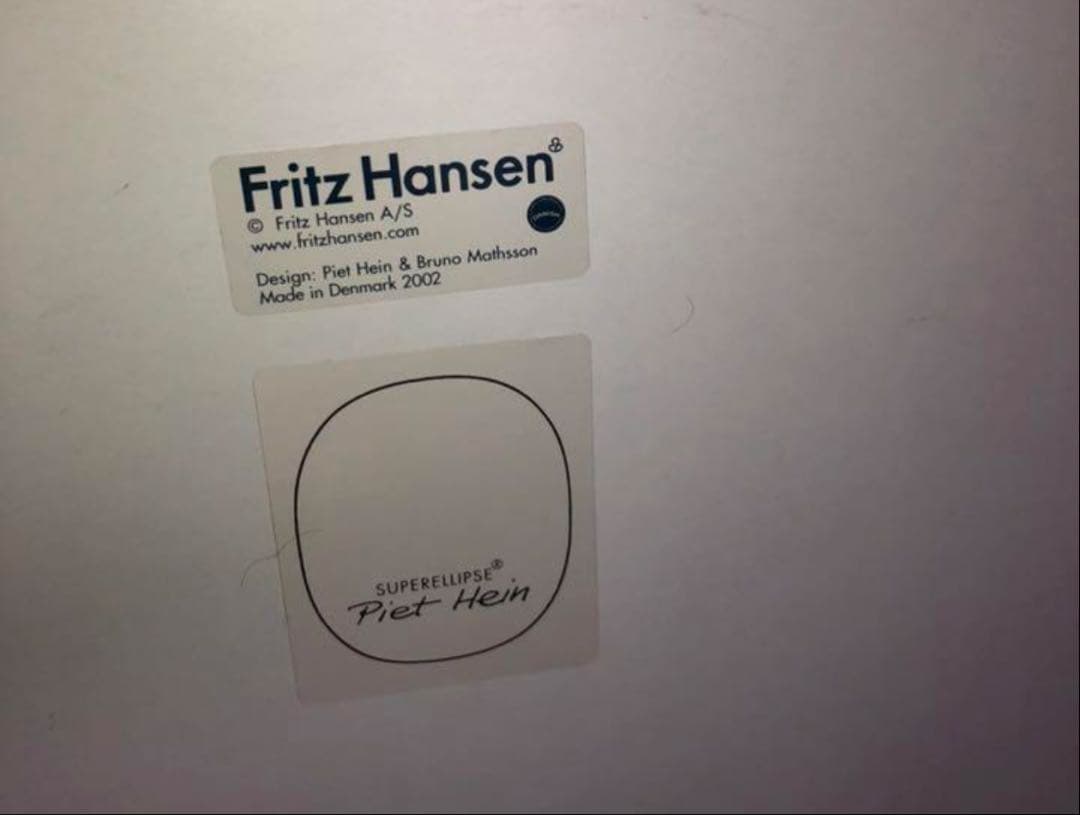 Fritz Hansen
© Fritz Hansen A/S
www.fritzhansen.com
Design: Piet Hein & Bruno Mathsson
Made in Denmark 2002
SUPERELLIPSE®
Piet Hein